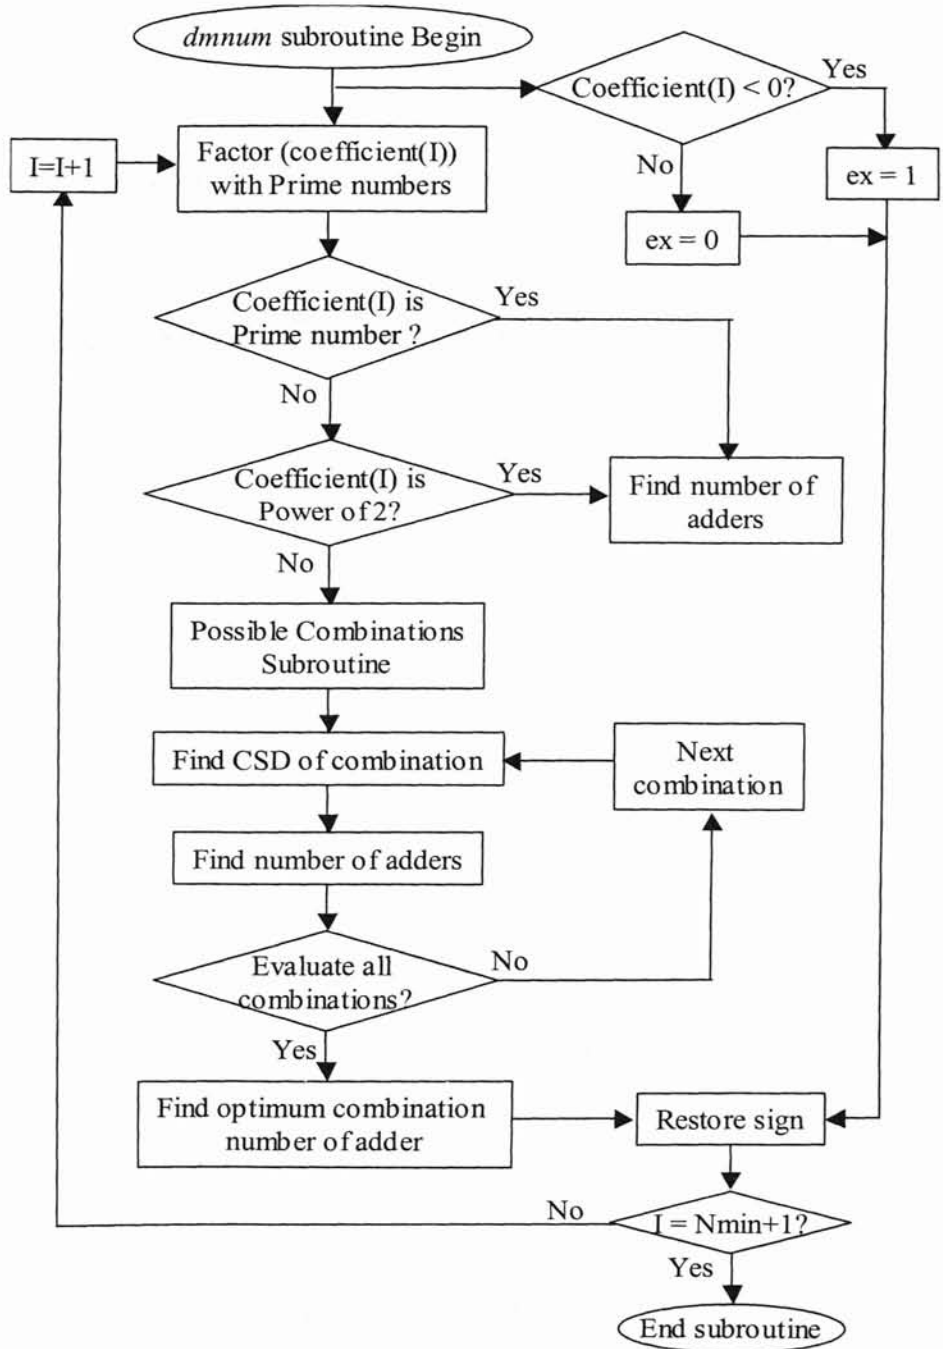 dmnum subroutine Begin
Coefficient(I) < 0?
Yes
No
ex = 1
ex = 0
I=I+1
Factor (coefficient(I))
with Prime numbers
Coefficient(I) is
Prime number ?
Yes
No
Coefficient(I) is
Power of 2?
Yes
No
Find number of
adders
Possible Combinations
Subroutine
Find CSD of combination
Next
combination
Find number of adders
Evaluate all
combinations?
No
Yes
Find optimum combination
number of adder
Restore sign
I = Nmin+1?
No
Yes
End subroutine